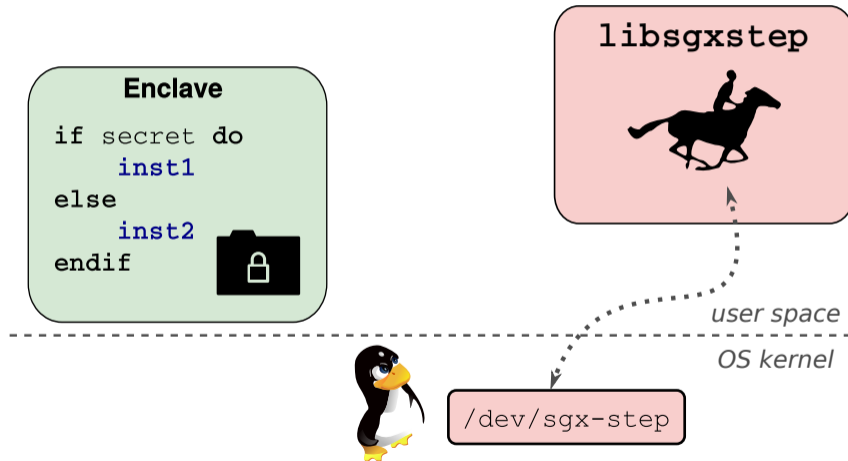 libsgxstep
Enclave
if secret do
inst1
else
inst2
endif
user space
OS kernel
/dev/sgx-step